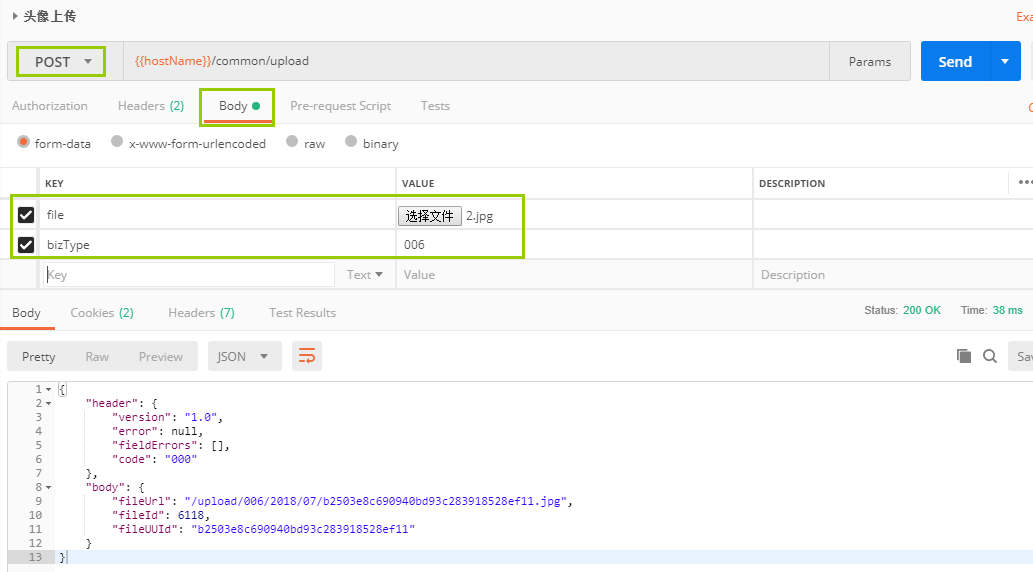 头像上传 Exa
POST {{hostName}}/common/upload Params Send
Authorization Headers (2) Body Pre-request Script Tests
form-data x-www-form-urlencoded raw binary
KEY VALUE DESCRIPTION
file 选择文件 2.jpg
bizType 006
Key Text Value Description
Body Cookies (2) Headers (7) Test Results Status: 200 OK Time: 38 ms
Pretty Raw Preview JSON Sav
1 {
2 "header": {
3 "version": "1.0",
4 "error": null,
5 "fieldErrors": [],
6 "code": "000"
7 },
8 "body": {
9 "fileUrl": "/upload/006/2018/07/b2503e8c690940bd93c283918528ef11.jpg",
10 "fileId": 6118,
11 "fileUUId": "b2503e8c690940bd93c283918528ef11"
12 }
13 }